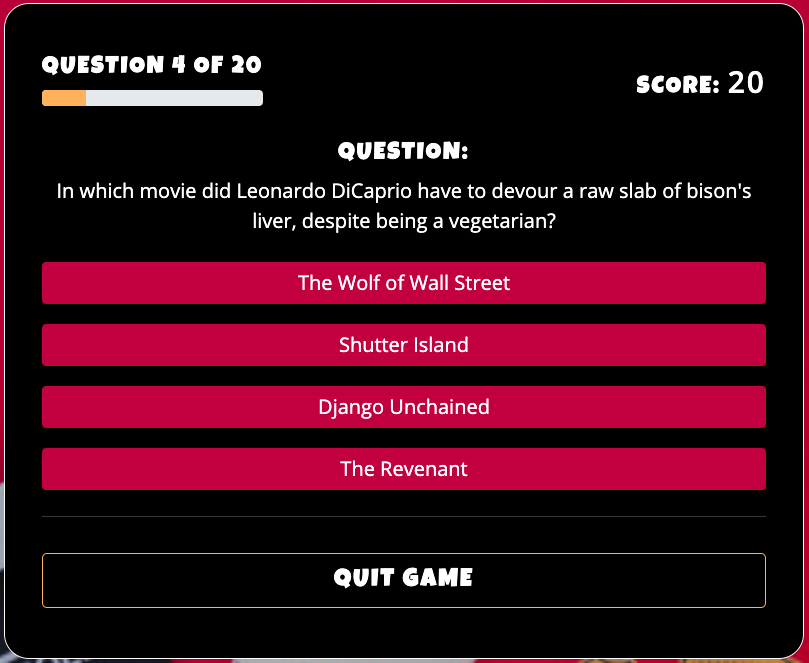 QUESTION 4 OF 20
SCORE: 20
QUESTION:
In which movie did Leonardo DiCaprio have to devour a raw slab of bison's
liver, despite being a vegetarian?
The Wolf of Wall Street
Shutter Island
Django Unchained
The Revenant
QUIT GAME